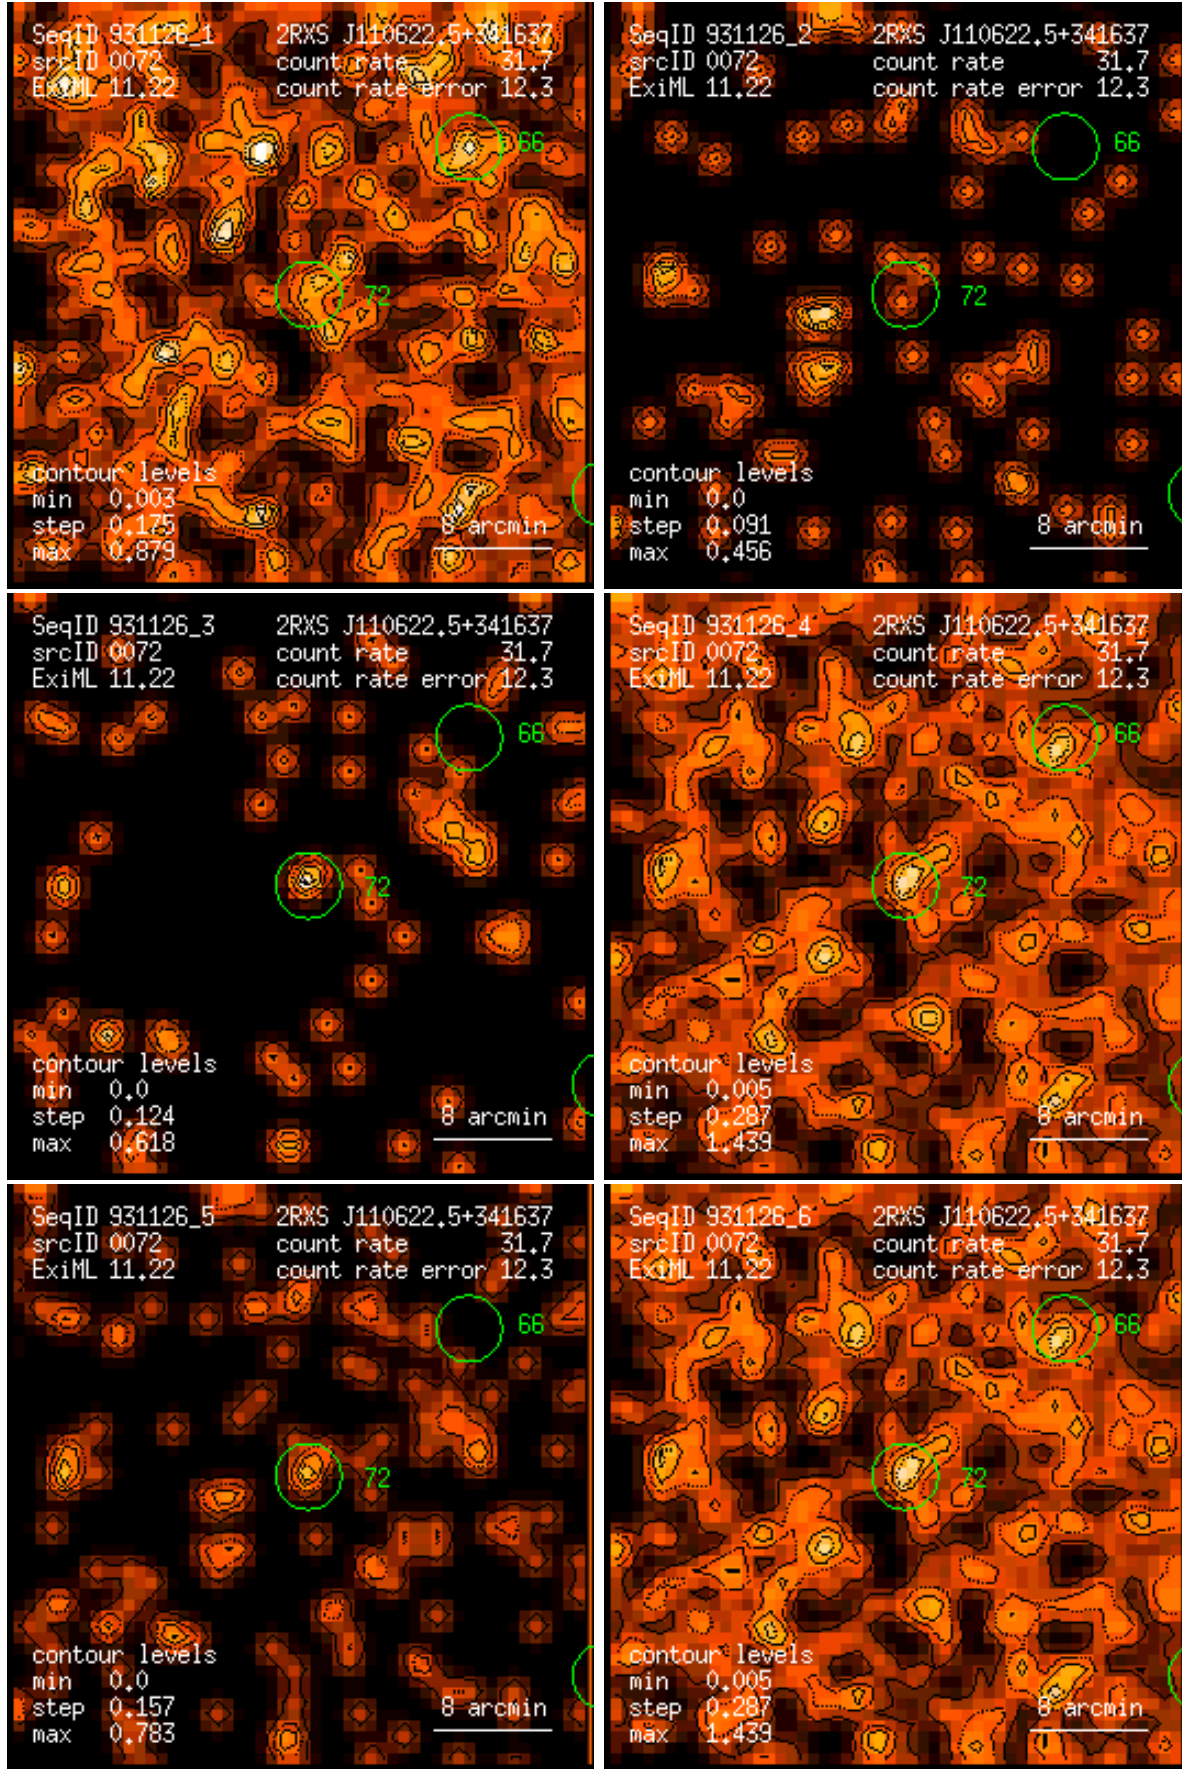 SeqID 931126_1 2RXS J110622.5+341637
srcID 0072 count rate 31.7
ExiML 11.22 count rate error 12.3
66
72
contour levels
min 0.003
step 0.175
max 0.879
8 arcmin
SeqID 931126_2 2RXS J110622.5+341637
srcID 0072 count rate 31.7
ExiML 11.22 count rate error 12.3
66
72
contour levels
min 0.0
step 0.091
max 0.456
8 arcmin
SeqID 931126_3 2RXS J110622.5+341637
srcID 0072 count rate 31.7
ExiML 11.22 count rate error 12.3
66
72
contour levels
min 0.0
step 0.124
max 0.618
8 arcmin
SeqID 931126_4 2RXS J110622.5+341637
srcID 0072 count rate 31.7
ExiML 11.22 count rate error 12.3
66
72
contour levels
min 0.005
step 0.287
max 1.439
8 arcmin
SeqID 931126_5 2RXS J110622.5+341637
srcID 0072 count rate 31.7
ExiML 11.22 count rate error 12.3
66
72
contour levels
min 0.0
step 0.157
max 0.783
8 arcmin
SeqID 931126_6 2RXS J110622.5+341637
srcID 0072 count rate 31.7
ExiML 11.22 count rate error 12.3
66
72
contour levels
min 0.005
step 0.287
max 1.439
8 arcmin